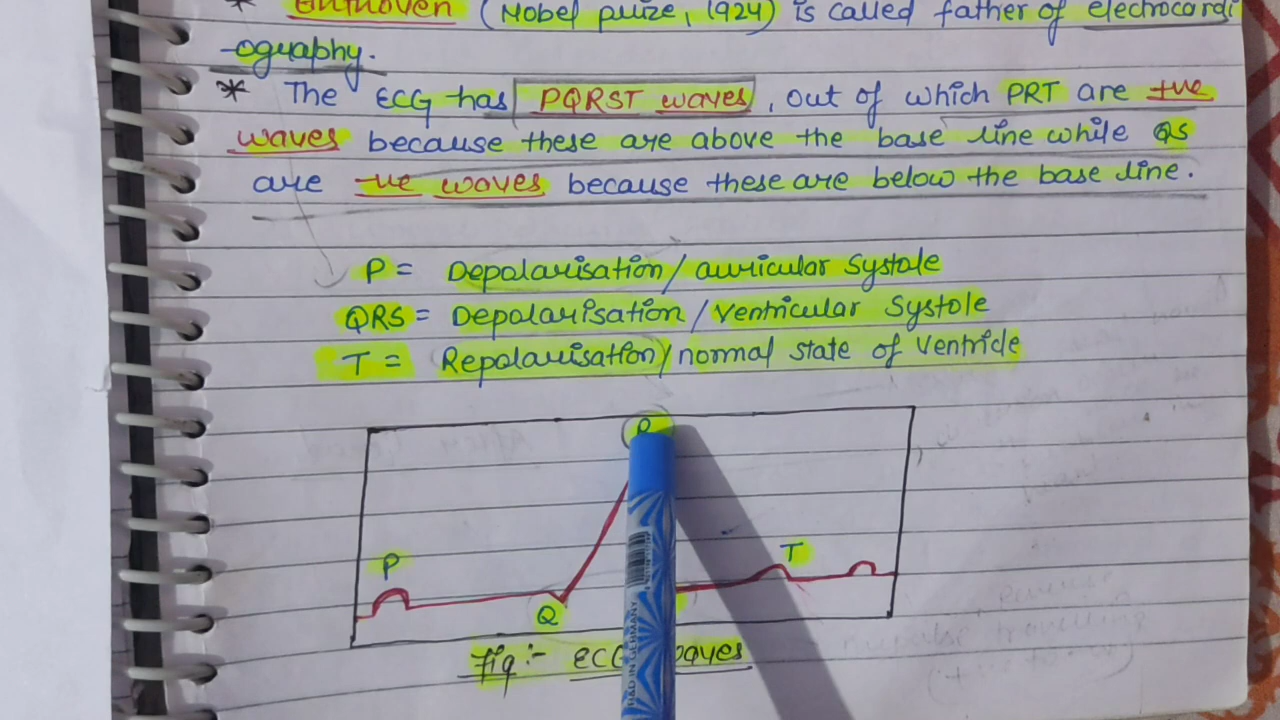 * Einthoven (Nobel prize, 1924) is called father of electrocardi
-ography.
* The ECG has PQRST waves, out of which PRT are +ve
waves because these are above the base line while QS
are -ve waves because these are below the base line.
P = Depolarisation / auricular systole
QRS = Depolarisation / Ventricular Systole
T = Repolarisation / normal state of Ventricle
R
P
T
Q
fig:- ECG waves
R&D IN GERMANY